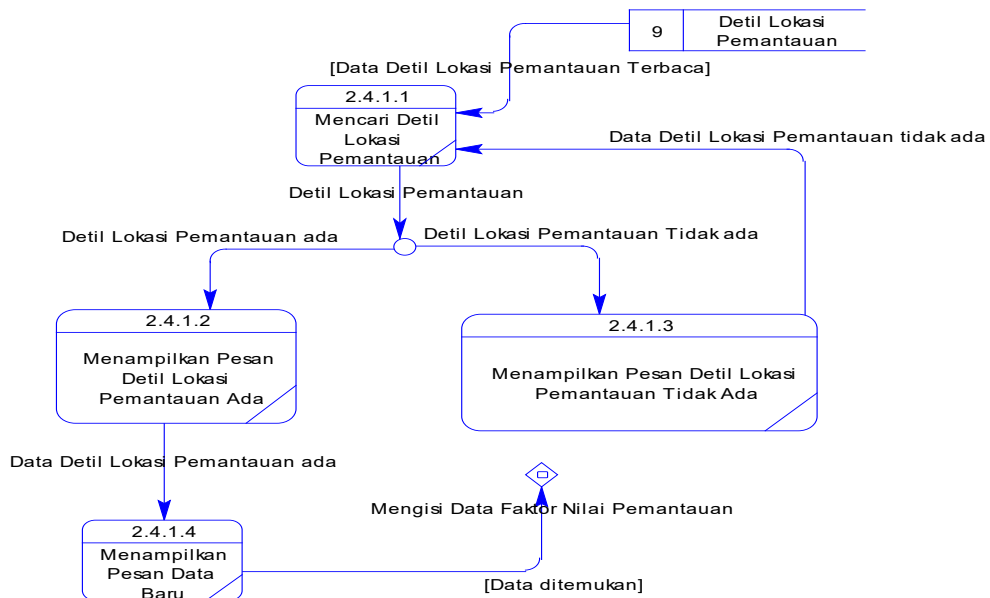 9
Detil Lokasi
Pemantauan
[Data Detil Lokasi Pemantauan Terbaca]
2.4.1.1
Mencari Detil
Lokasi
Pemantauan
Data Detil Lokasi Pemantauan tidak ada
Detil Lokasi Pemantauan
Detil Lokasi Pemantauan ada
Detil Lokasi Pemantauan Tidak ada
2.4.1.2
Menampilkan Pesan
Detil Lokasi
Pemantauan Ada
2.4.1.3
Menampilkan Pesan Detil Lokasi
Pemantauan Tidak Ada
Data Detil Lokasi Pemantauan ada
Mengisi Data Faktor Nilai Pemantauan
2.4.1.4
Menampilkan
Pesan Data
Baru
[Data ditemukan]